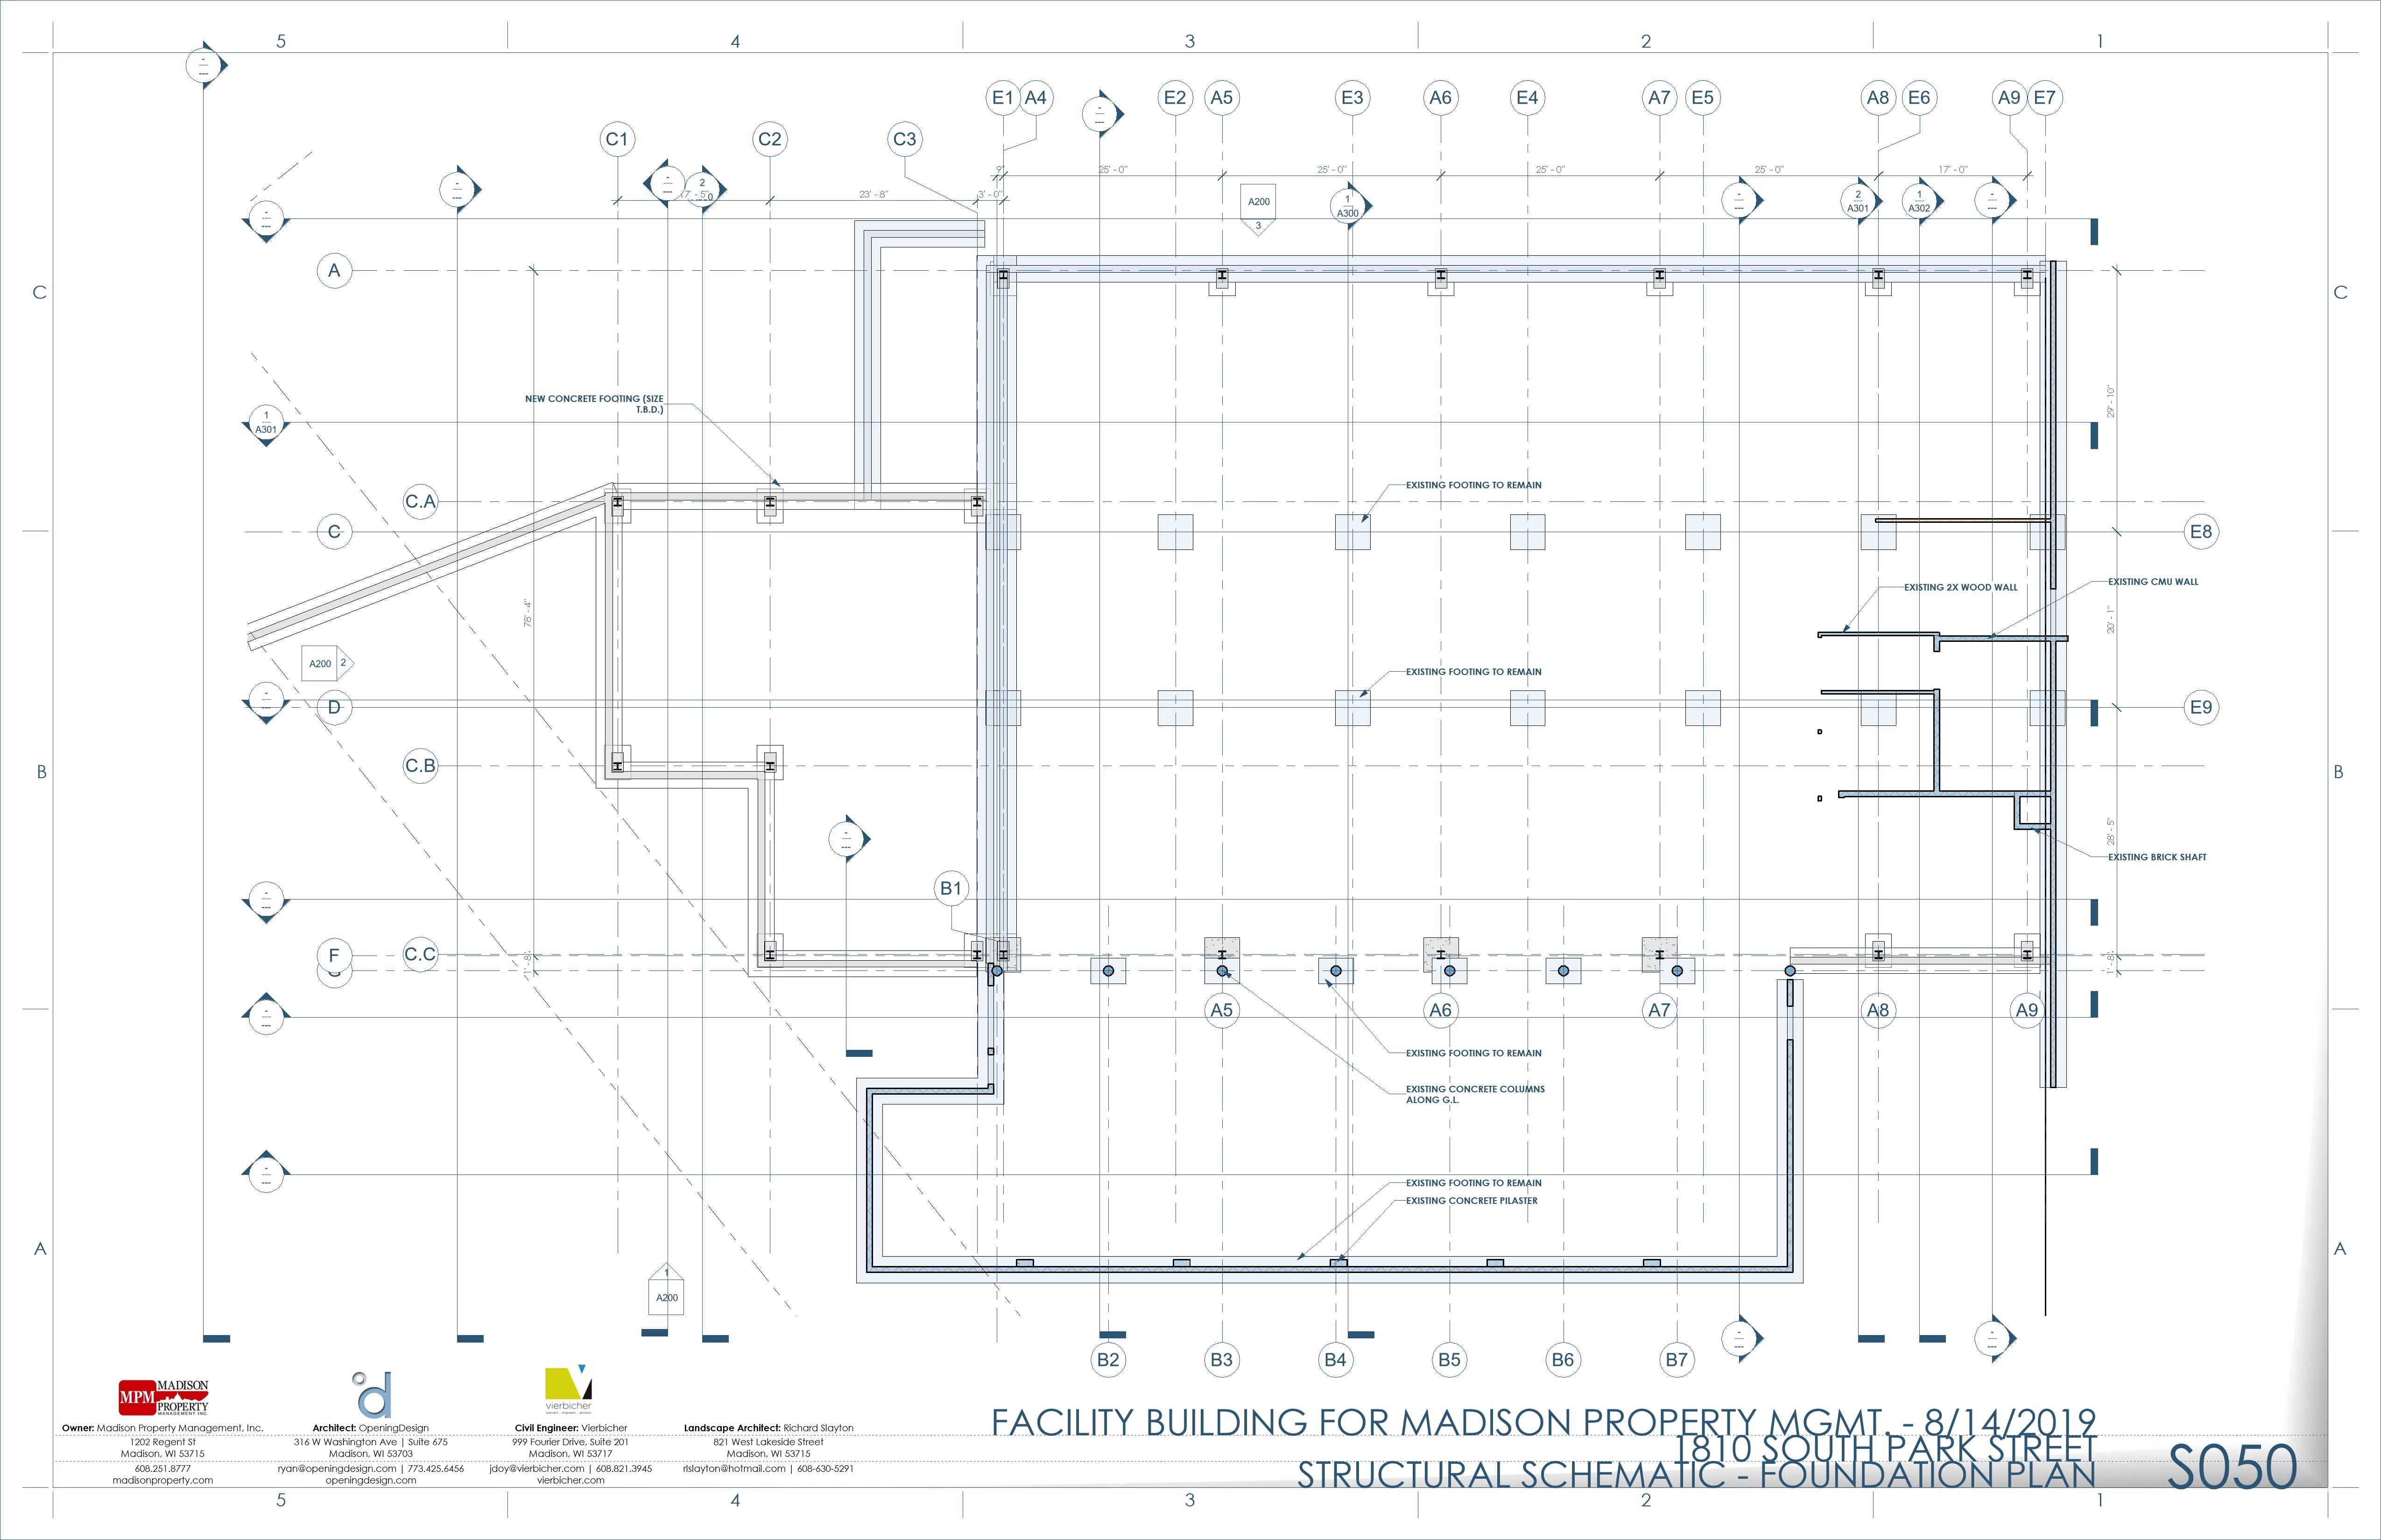 5 4 3 2 1
-
---
E1 A4 E2 A5 E3 A6 E4 A7 E5 A8 E6 A9 E7
-
---
C1 C2 C3
9" 25' - 0" 25' - 0" 25' - 0" 25' - 0" 17' - 0"
-
---
-
---
2
17' - 5" 23' - 8" 3' - 0"
A200
3
1
A300
-
---
2
A301
1
A302
-
---
-
---
A
C C
29' - 10"
NEW CONCRETE FOOTING (SIZE
T.B.D.)
1
A301
EXISTING FOOTING TO REMAIN
C.A
C E8
EXISTING 2X WOOD WALL
EXISTING CMU WALL
78' - 4"
20' - 1"
A200 2
EXISTING FOOTING TO REMAIN
-
---
D E9
C.B
B B
28' - 5"
-
---
EXISTING BRICK SHAFT
B1
-
---
F C.C
1' - 8" 1' - 8"
A5 A6 A7 A8 A9
-
---
EXISTING FOOTING TO REMAIN
EXISTING CONCRETE COLUMNS
ALONG G.L.
-
---
EXISTING FOOTING TO REMAIN
EXISTING CONCRETE PILASTER
A A
1
A200
-
---
-
---
B2 B3 B4 B5 B6 B7
MPM MADISON
PROPERTY
MANAGEMENT INC.
d
vierbicher
planners | engineers | advisors
Owner: Madison Property Management, Inc.
1202 Regent St
Madison, WI 53715
608.251.8777
madisonproperty.com
Architect: OpeningDesign
316 W Washington Ave | Suite 675
Madison, WI 53703
ryan@openingdesign.com | 773.425.6456
openingdesign.com
Civil Engineer: Vierbicher
999 Fourier Drive, Suite 201
Madison, WI 53717
jdoy@vierbicher.com | 608.821.3945
vierbicher.com
Landscape Architect: Richard Slayton
821 West Lakeside Street
Madison, WI 53715
rlslayton@hotmail.com | 608-630-5291
FACILITY BUILDING FOR MADISON PROPERTY MGMT. - 8/14/2019
1810 SOUTH PARK STREET
STRUCTURAL SCHEMATIC - FOUNDATION PLAN
S050
5 4 3 2 1